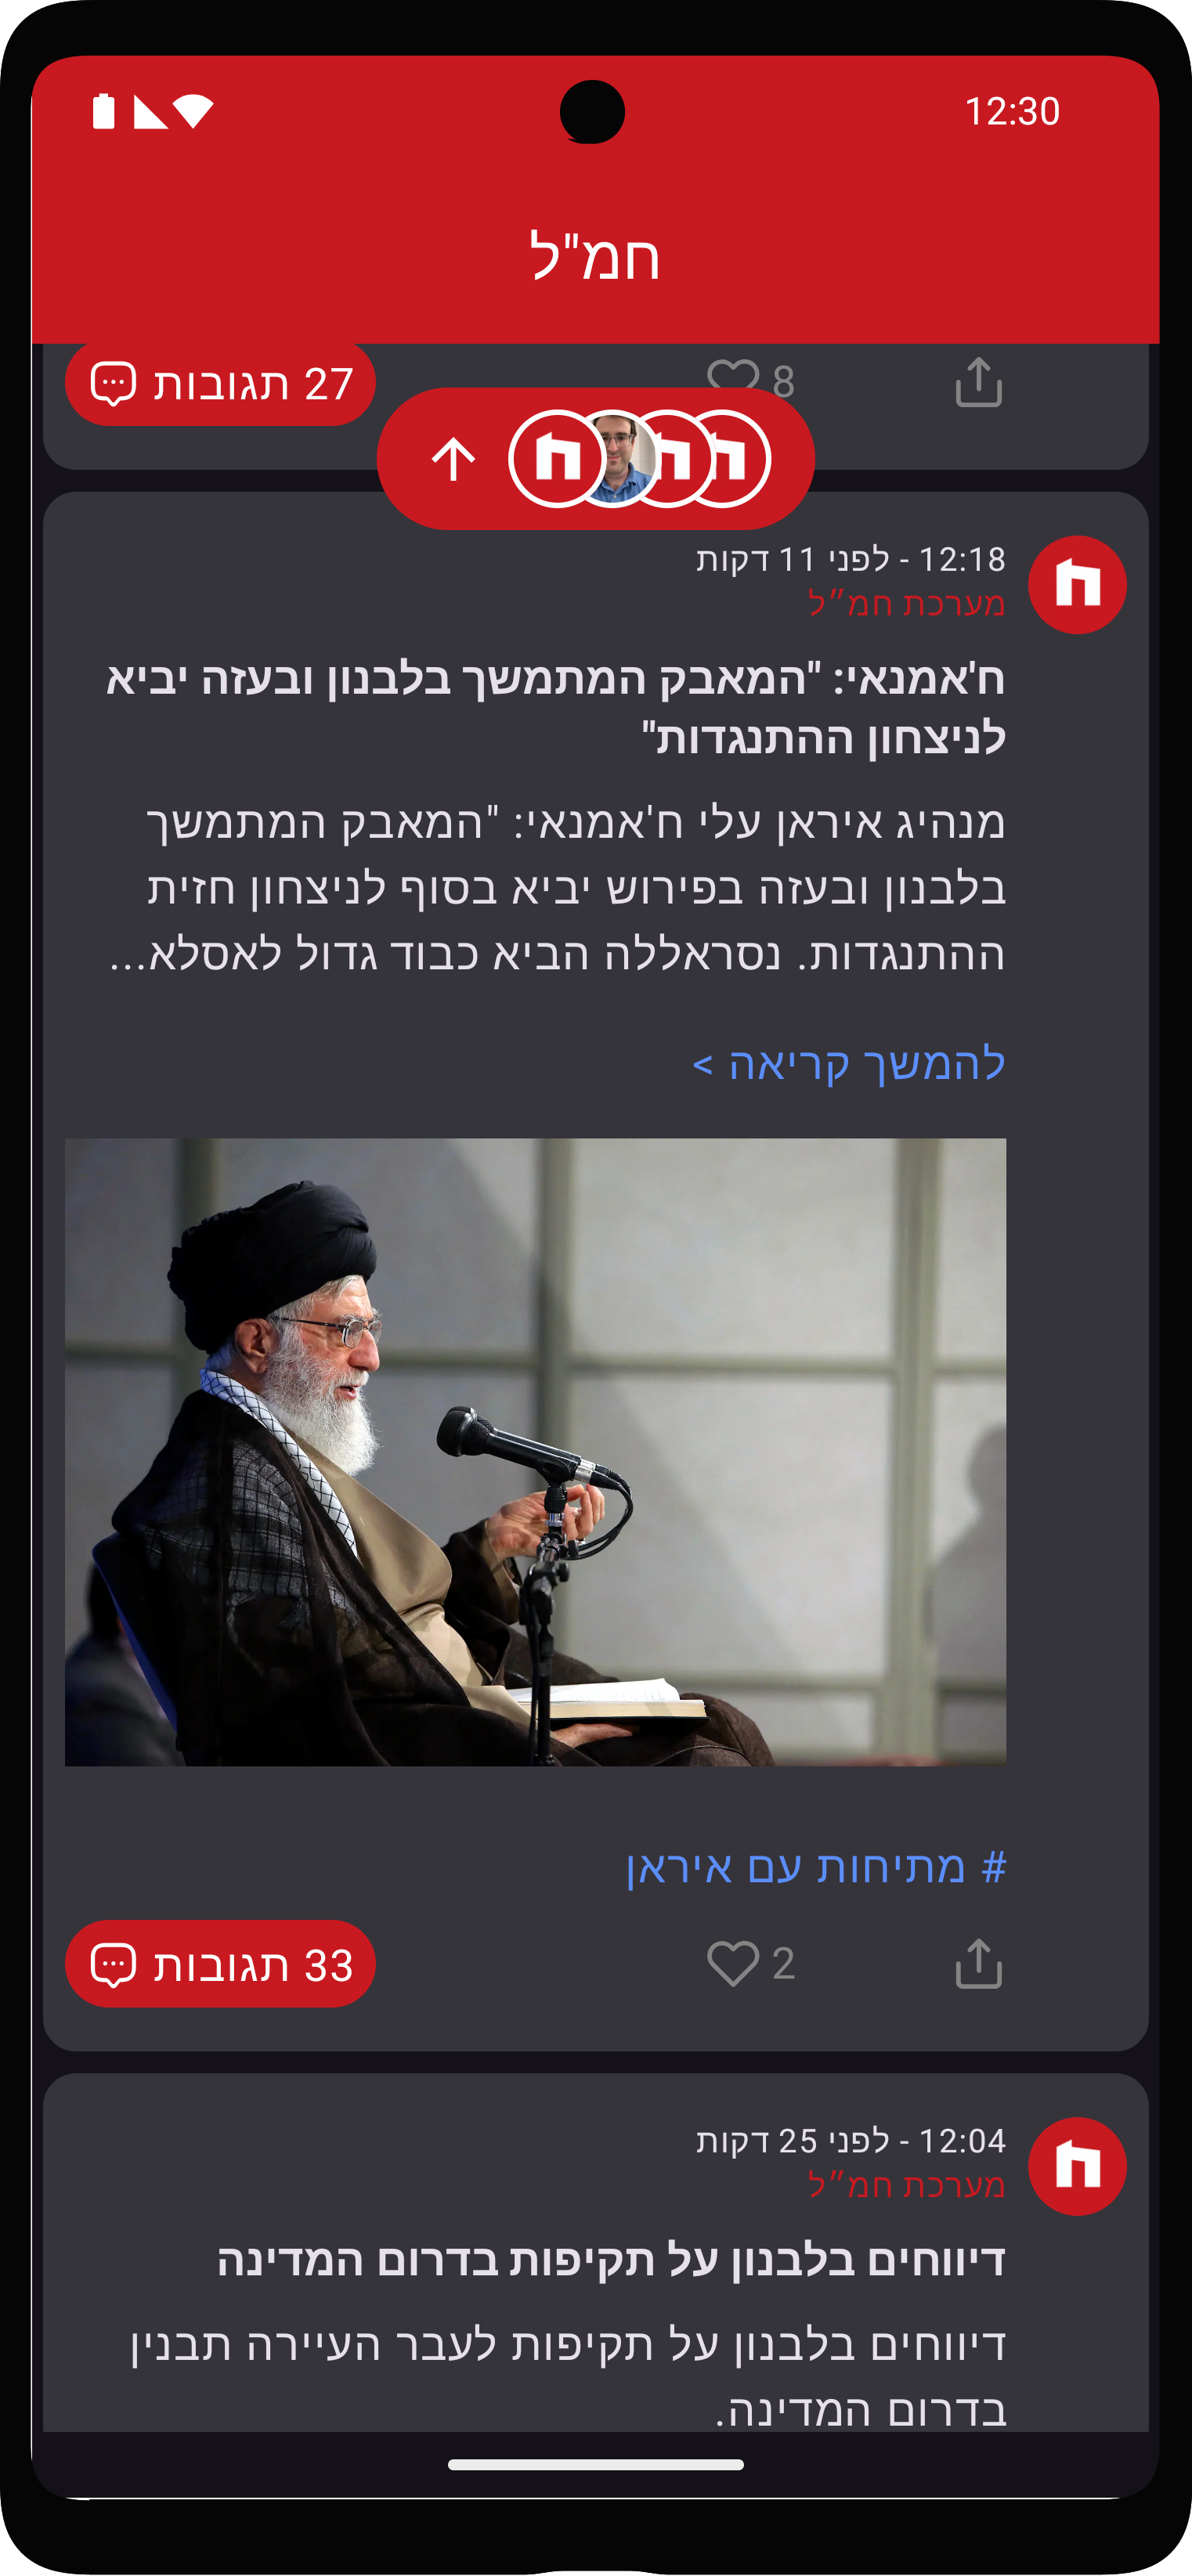 12:30
חמ"ל
8
27 תגובות
12:18 - לפני 11 דקות
מערכת חמ״ל
ח'אמנאי: "המאבק המתמשך בלבנון ובעזה יביא
לניצחון ההתנגדות"
מנהיג איראן עלי ח'אמנאי: "המאבק המתמשך
בלבנון ובעזה בפירוש יביא בסוף לניצחון חזית
ההתנגדות. נסראללה הביא כבוד גדול לאסלא...
להמשך קריאה >
# מתיחות עם איראן
2
33 תגובות
12:04 - לפני 25 דקות
מערכת חמ״ל
דיווחים בלבנון על תקיפות בדרום המדינה
דיווחים בלבנון על תקיפות לעבר העיירה תבנין
בדרום המדינה.